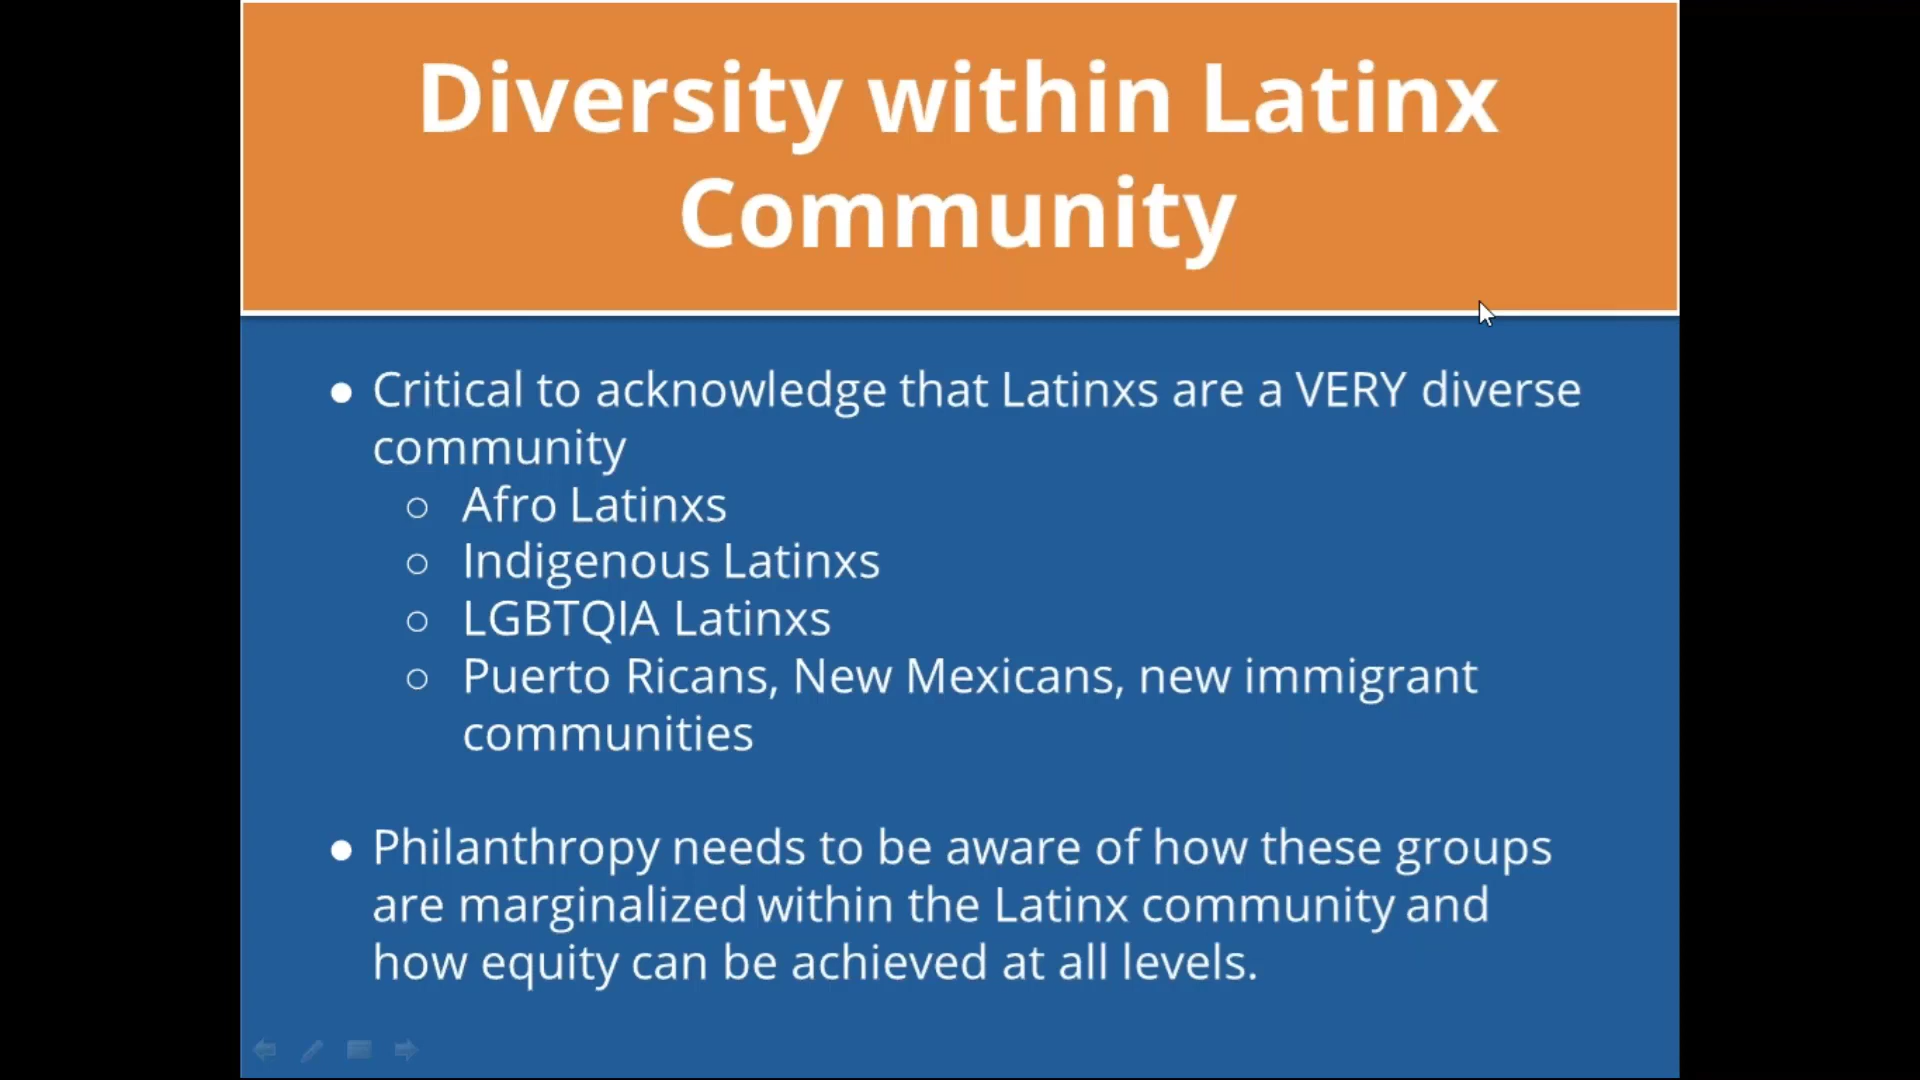 Diversity within Latinx
Community
● Critical to acknowledge that Latinxs are a VERY diverse
community
○ Afro Latinxs
○ Indigenous Latinxs
○ LGBTQIA Latinxs
○ Puerto Ricans, New Mexicans, new immigrant
communities
● Philanthropy needs to be aware of how these groups
are marginalized within the Latinx community and
how equity can be achieved at all levels.